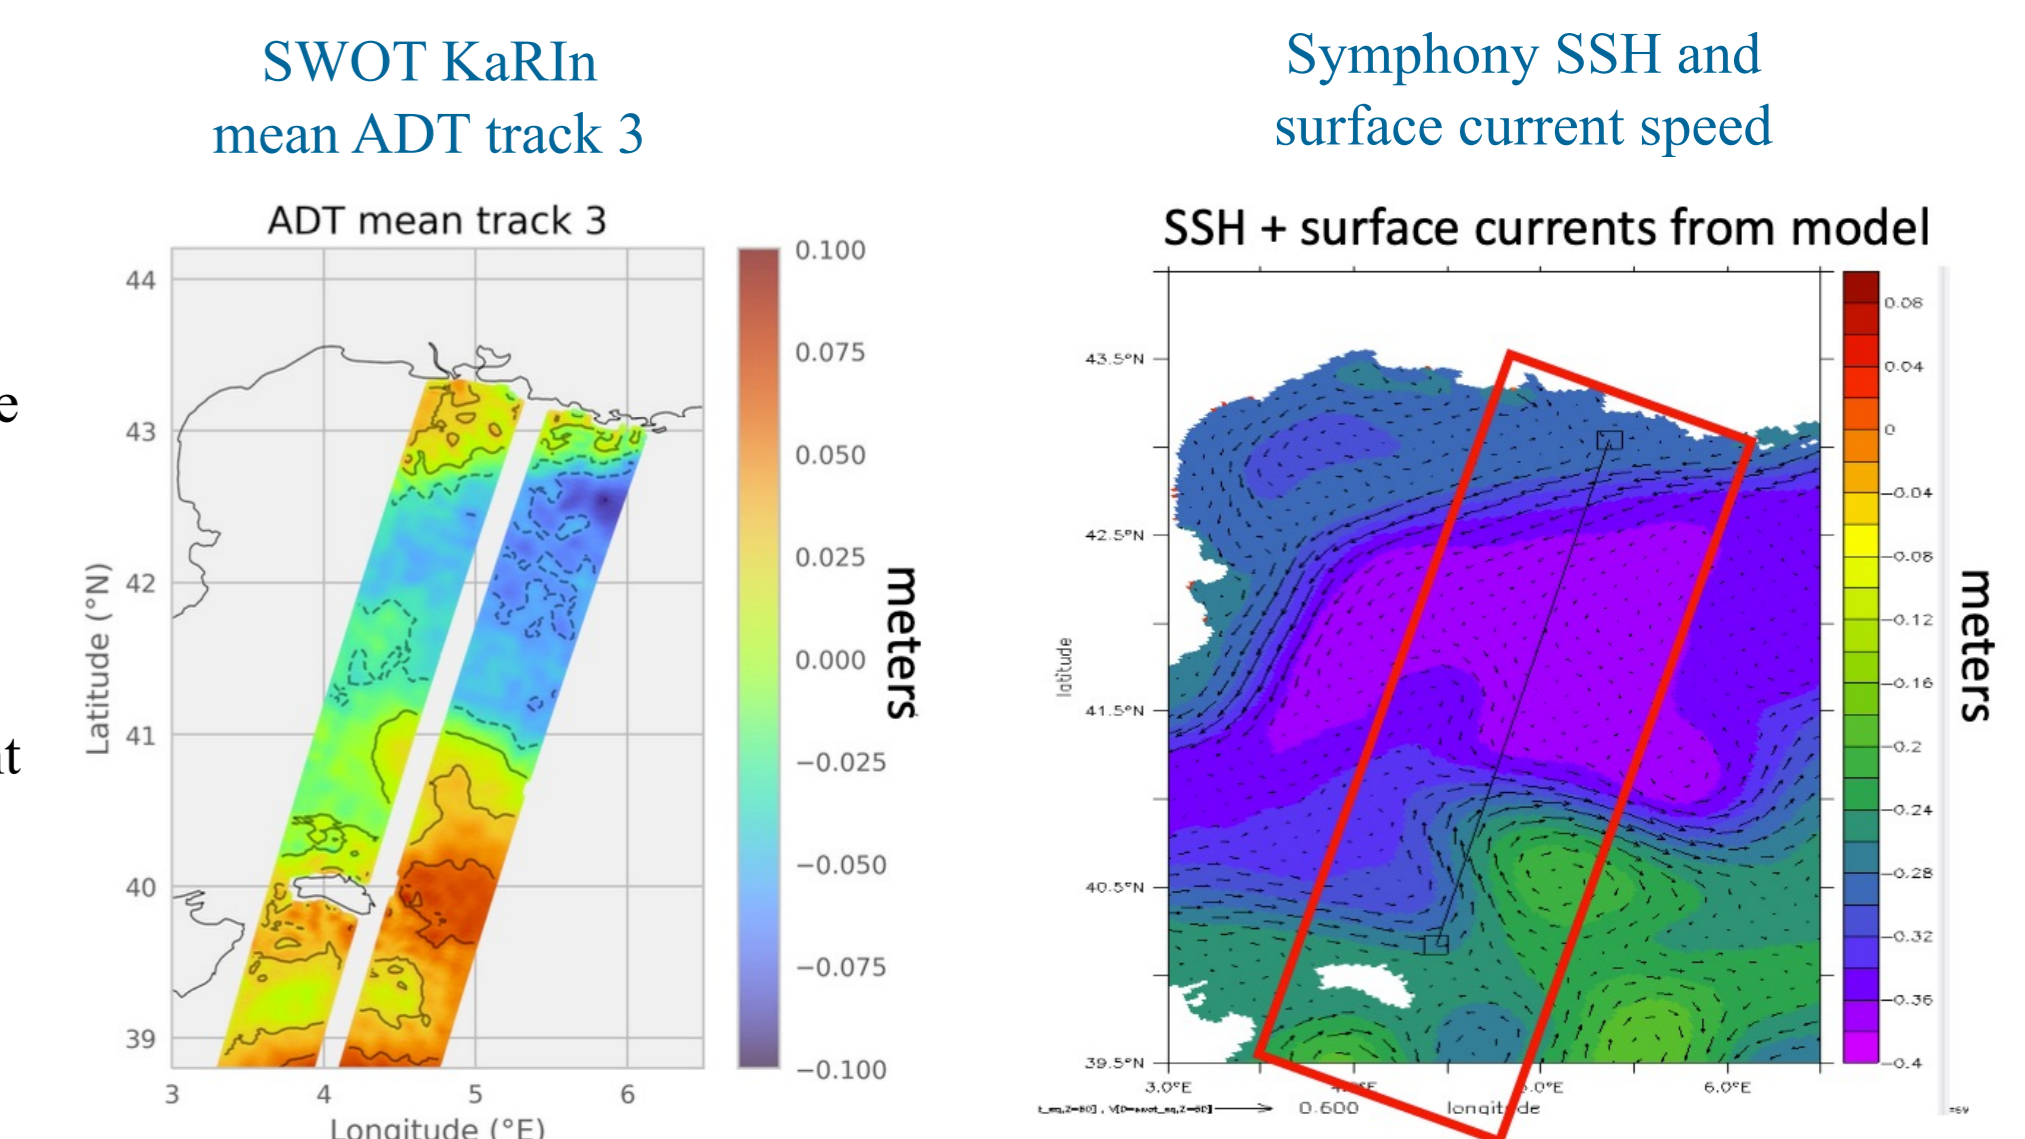 SWOT KaRIn
mean ADT track 3
Symphony SSH and
surface current speed
e
nt
ADT mean track 3
44
43
42
41
40
39
Latitude (°N)
3
4
5
6
Longitude (°E)
0.100
0.075
0.050
0.025
0.000
−0.025
−0.050
−0.075
−0.100
meters
SSH + surface currents from model
43.5°N
42.5°N
41.5°N
40.5°N
39.5°N
latitude
3.0°E
6.0°E
0.600
0.08
0.04
0
−0.04
−0.08
−0.12
−0.16
−0.2
−0.24
−0.28
−0.32
−0.36
−0.4
meters